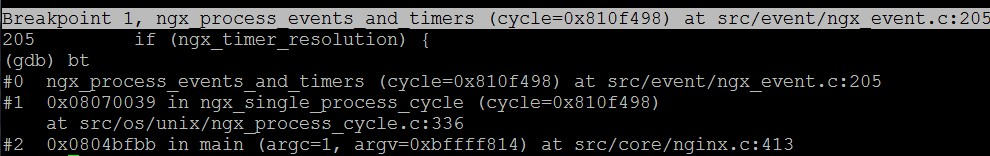 Breakpoint 1, ngx_process_events_and_timers (cycle=0x810f498) at src/event/ngx_event.c:205
205         if (ngx_timer_resolution) {
(gdb) bt
#0  ngx_process_events_and_timers (cycle=0x810f498) at src/event/ngx_event.c:205
#1  0x08070039 in ngx_single_process_cycle (cycle=0x810f498)
    at src/os/unix/ngx_process_cycle.c:336
#2  0x0804bfbb in main (argc=1, argv=0xbffff814) at src/core/nginx.c:413